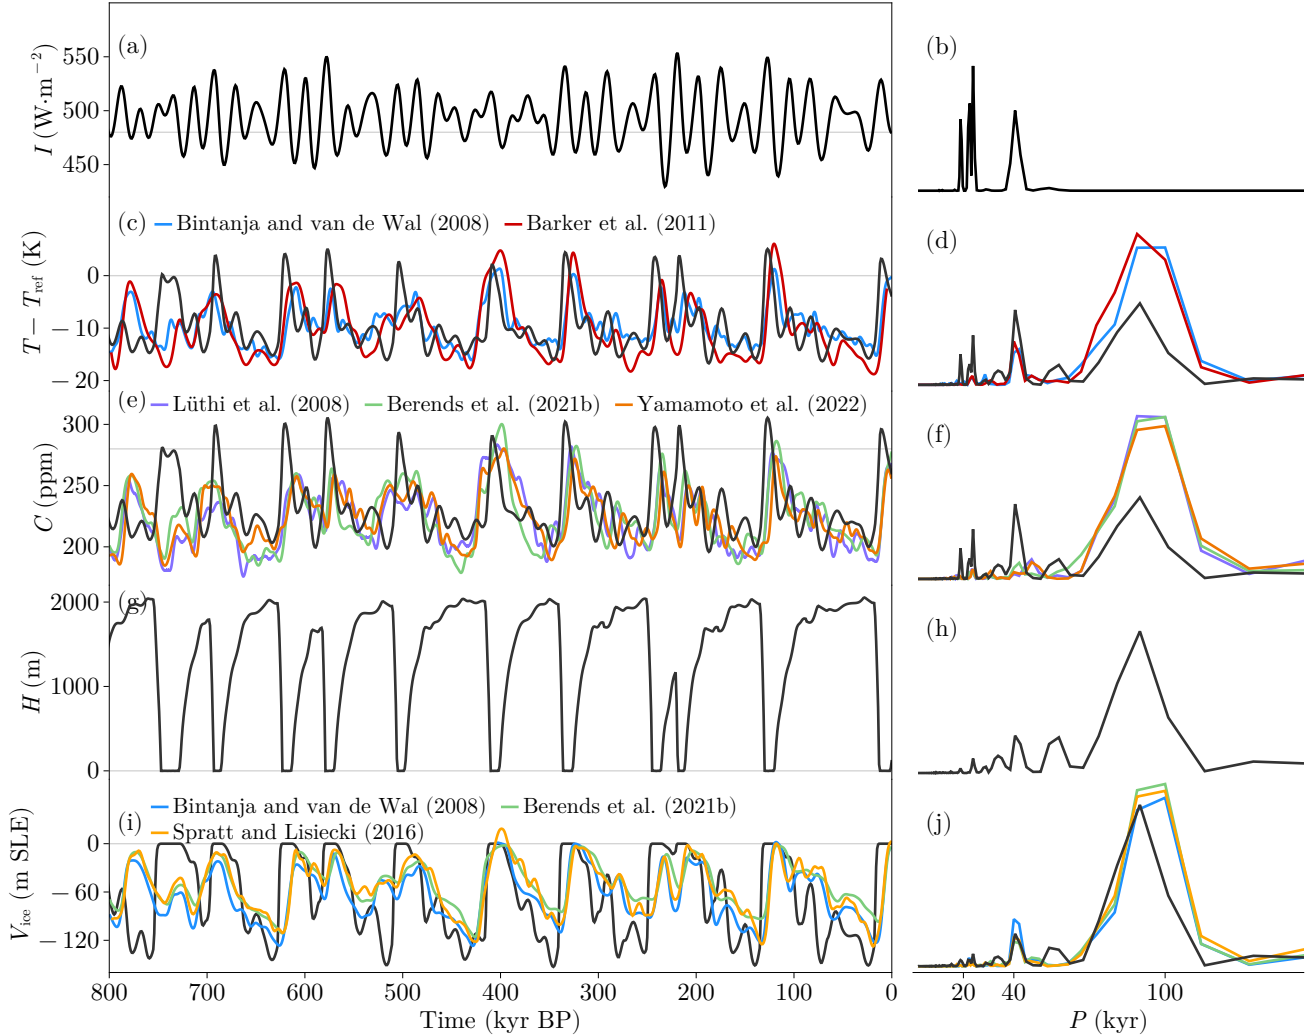 (a)
I (W·m⁻²)
550
500
450
(b)
(c) Bintanja and van de Wal (2008) Barker et al. (2011)
T − T_ref (K)
0
−10
−20
(d)
(e) Lüthi et al. (2008) Berends et al. (2021b) Yamamoto et al. (2022)
C (ppm)
300
250
200
(f)
(g)
H (m)
2000
1000
0
(h)
(i) Bintanja and van de Wal (2008) Berends et al. (2021b)
Spratt and Lisiecki (2016)
V_ice (m SLE)
0
−60
−120
(j)
800 700 600 500 400 300 200 100 0
Time (kyr BP)
20 40 100
P (kyr)